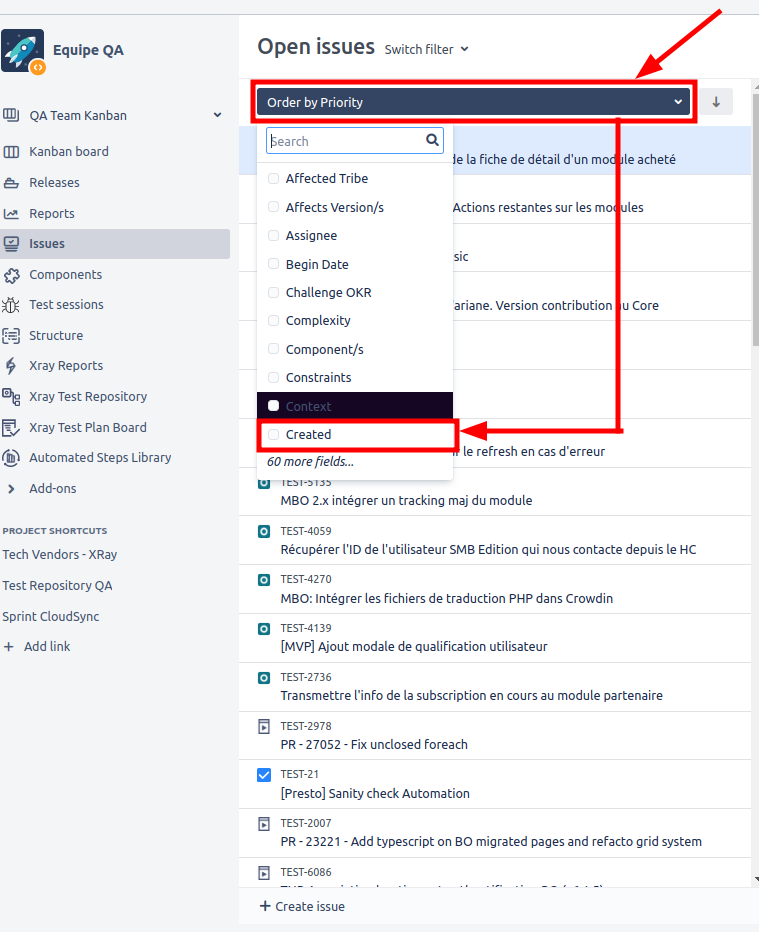 Equipe QA
QA Team Kanban
Kanban board
Releases
Reports
Issues
Components
Test sessions
Structure
Xray Reports
Xray Test Repository
Xray Test Plan Board
Automated Steps Library
Add-ons
PROJECT SHORTCUTS
Tech Vendors - XRay
Test Repository QA
Sprint CloudSync
+ Add link
Open issues Switch filter
Order by Priority
Search
Affected Tribe
Affects Version/s
Assignee
Begin Date
Challenge OKR
Complexity
Component/s
Constraints
Context
Created
60 more fields...
de la fiche de détail d'un module acheté
Actions restantes sur les modules
Version contribution au Core
le refresh en cas d'erreur
TEST-5135
MBO 2.x intégrer un tracking maj du module
TEST-4059
Récupérer l'ID de l'utilisateur SMB Edition qui nous contacte depuis le HC
TEST-4270
MBO: Intégrer les fichiers de traduction PHP dans Crowdin
TEST-4139
[MVP] Ajout modale de qualification utilisateur
TEST-2736
Transmettre l'info de la subscription en cours au module partenaire
TEST-2978
PR - 27052 - Fix unclosed foreach
TEST-21
[Presto] Sanity check Automation
TEST-2007
PR - 23221 - Add typescript on BO migrated pages and refacto grid system
TEST-6086
+ Create issue